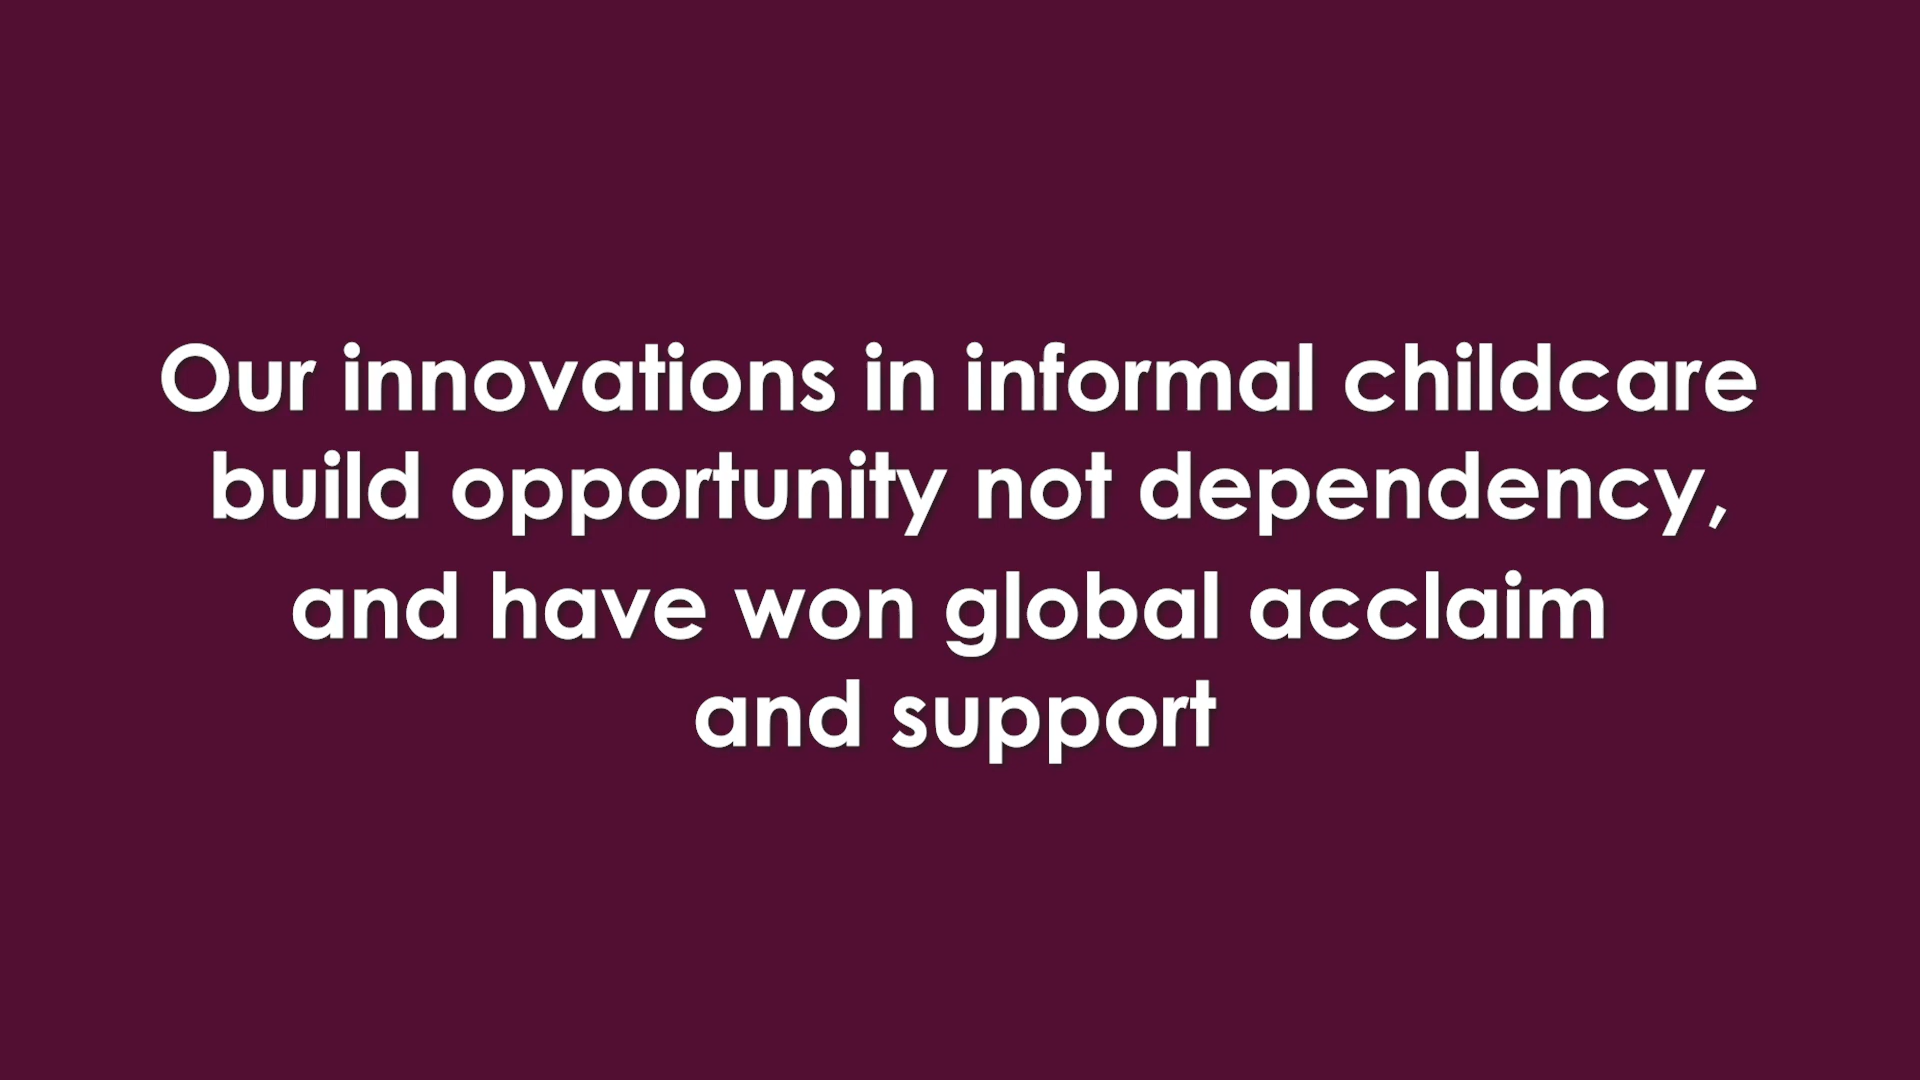 Our innovations in informal childcare
build opportunity not dependency,
and have won global acclaim
and support